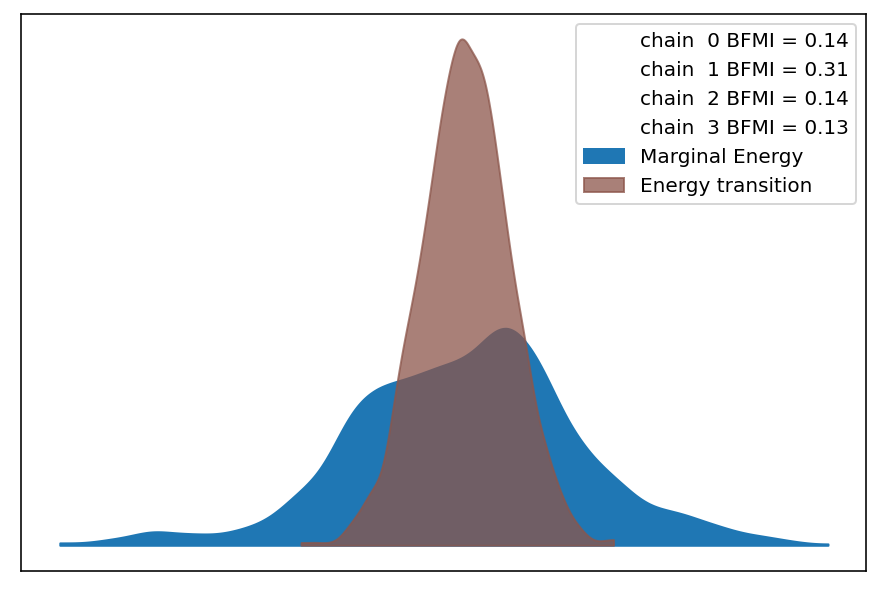 chain  0 BFMI = 0.14
chain  1 BFMI = 0.31
chain  2 BFMI = 0.14
chain  3 BFMI = 0.13
Marginal Energy
Energy transition